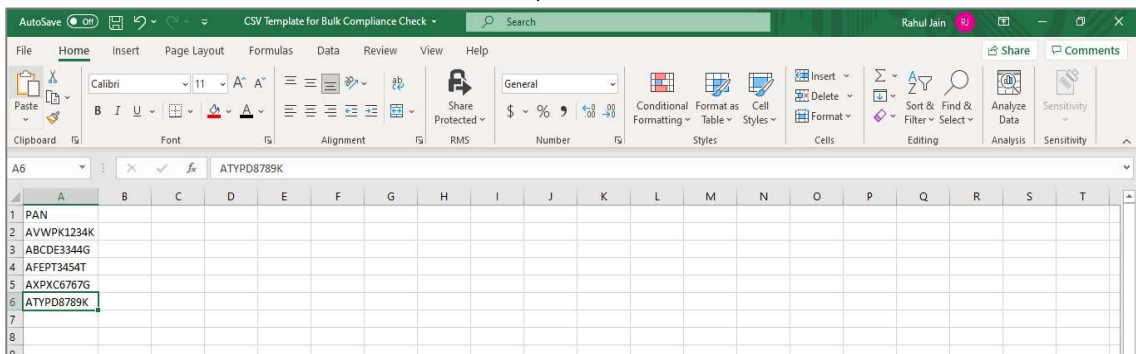 AutoSave Off CSV Template for Bulk Compliance Check Search Rahul Jain RJ
File Home Insert Page Layout Formulas Data Review View Help Share Comments
Paste
Calibri 11 A^ A˅
B I U A
ab
Share
Protected
General
$ % 9
Conditional
Formatting
Format as
Table
Cell
Styles
Insert
Delete
Format
Sort &
Filter
Find &
Select
Analyze
Data
Sensitivity
Clipboard Font Alignment RMS Number Styles Cells Editing Analysis Sensitivity
A6 fx ATYPD8789K
A B C D E F G H I J K L M N O P Q R S T
1 PAN
2 AVWPK1234K
3 ABCDE3344G
4 AFEPT3454T
5 AXPXC6767G
6 ATYPD8789K
7
8